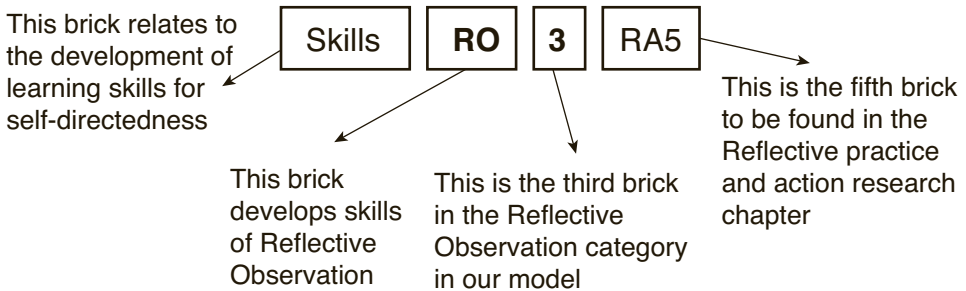 This brick relates to
the development of
learning skills for
self-directedness
Skills RO 3 RA5
This brick
develops skills
of Reflective
Observation
This is the third brick
in the Reflective
Observation category
in our model
This is the fifth brick
to be found in the
Reflective practice
and action research
chapter